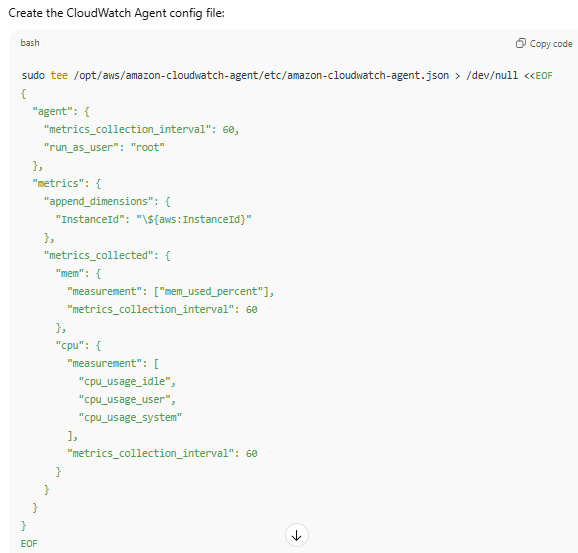 Create the CloudWatch Agent config file:
bash
Copy code
sudo tee /opt/aws/amazon-cloudwatch-agent/etc/amazon-cloudwatch-agent.json > /dev/null <<EOF
{
  "agent": {
    "metrics_collection_interval": 60,
    "run_as_user": "root"
  },
  "metrics": {
    "append_dimensions": {
      "InstanceId": "\${aws:InstanceId}"
    },
    "metrics_collected": {
      "mem": {
        "measurement": ["mem_used_percent"],
        "metrics_collection_interval": 60
      },
      "cpu": {
        "measurement": [
          "cpu_usage_idle",
          "cpu_usage_user",
          "cpu_usage_system"
        ],
        "metrics_collection_interval": 60
      }
    }
  }
}
EOF